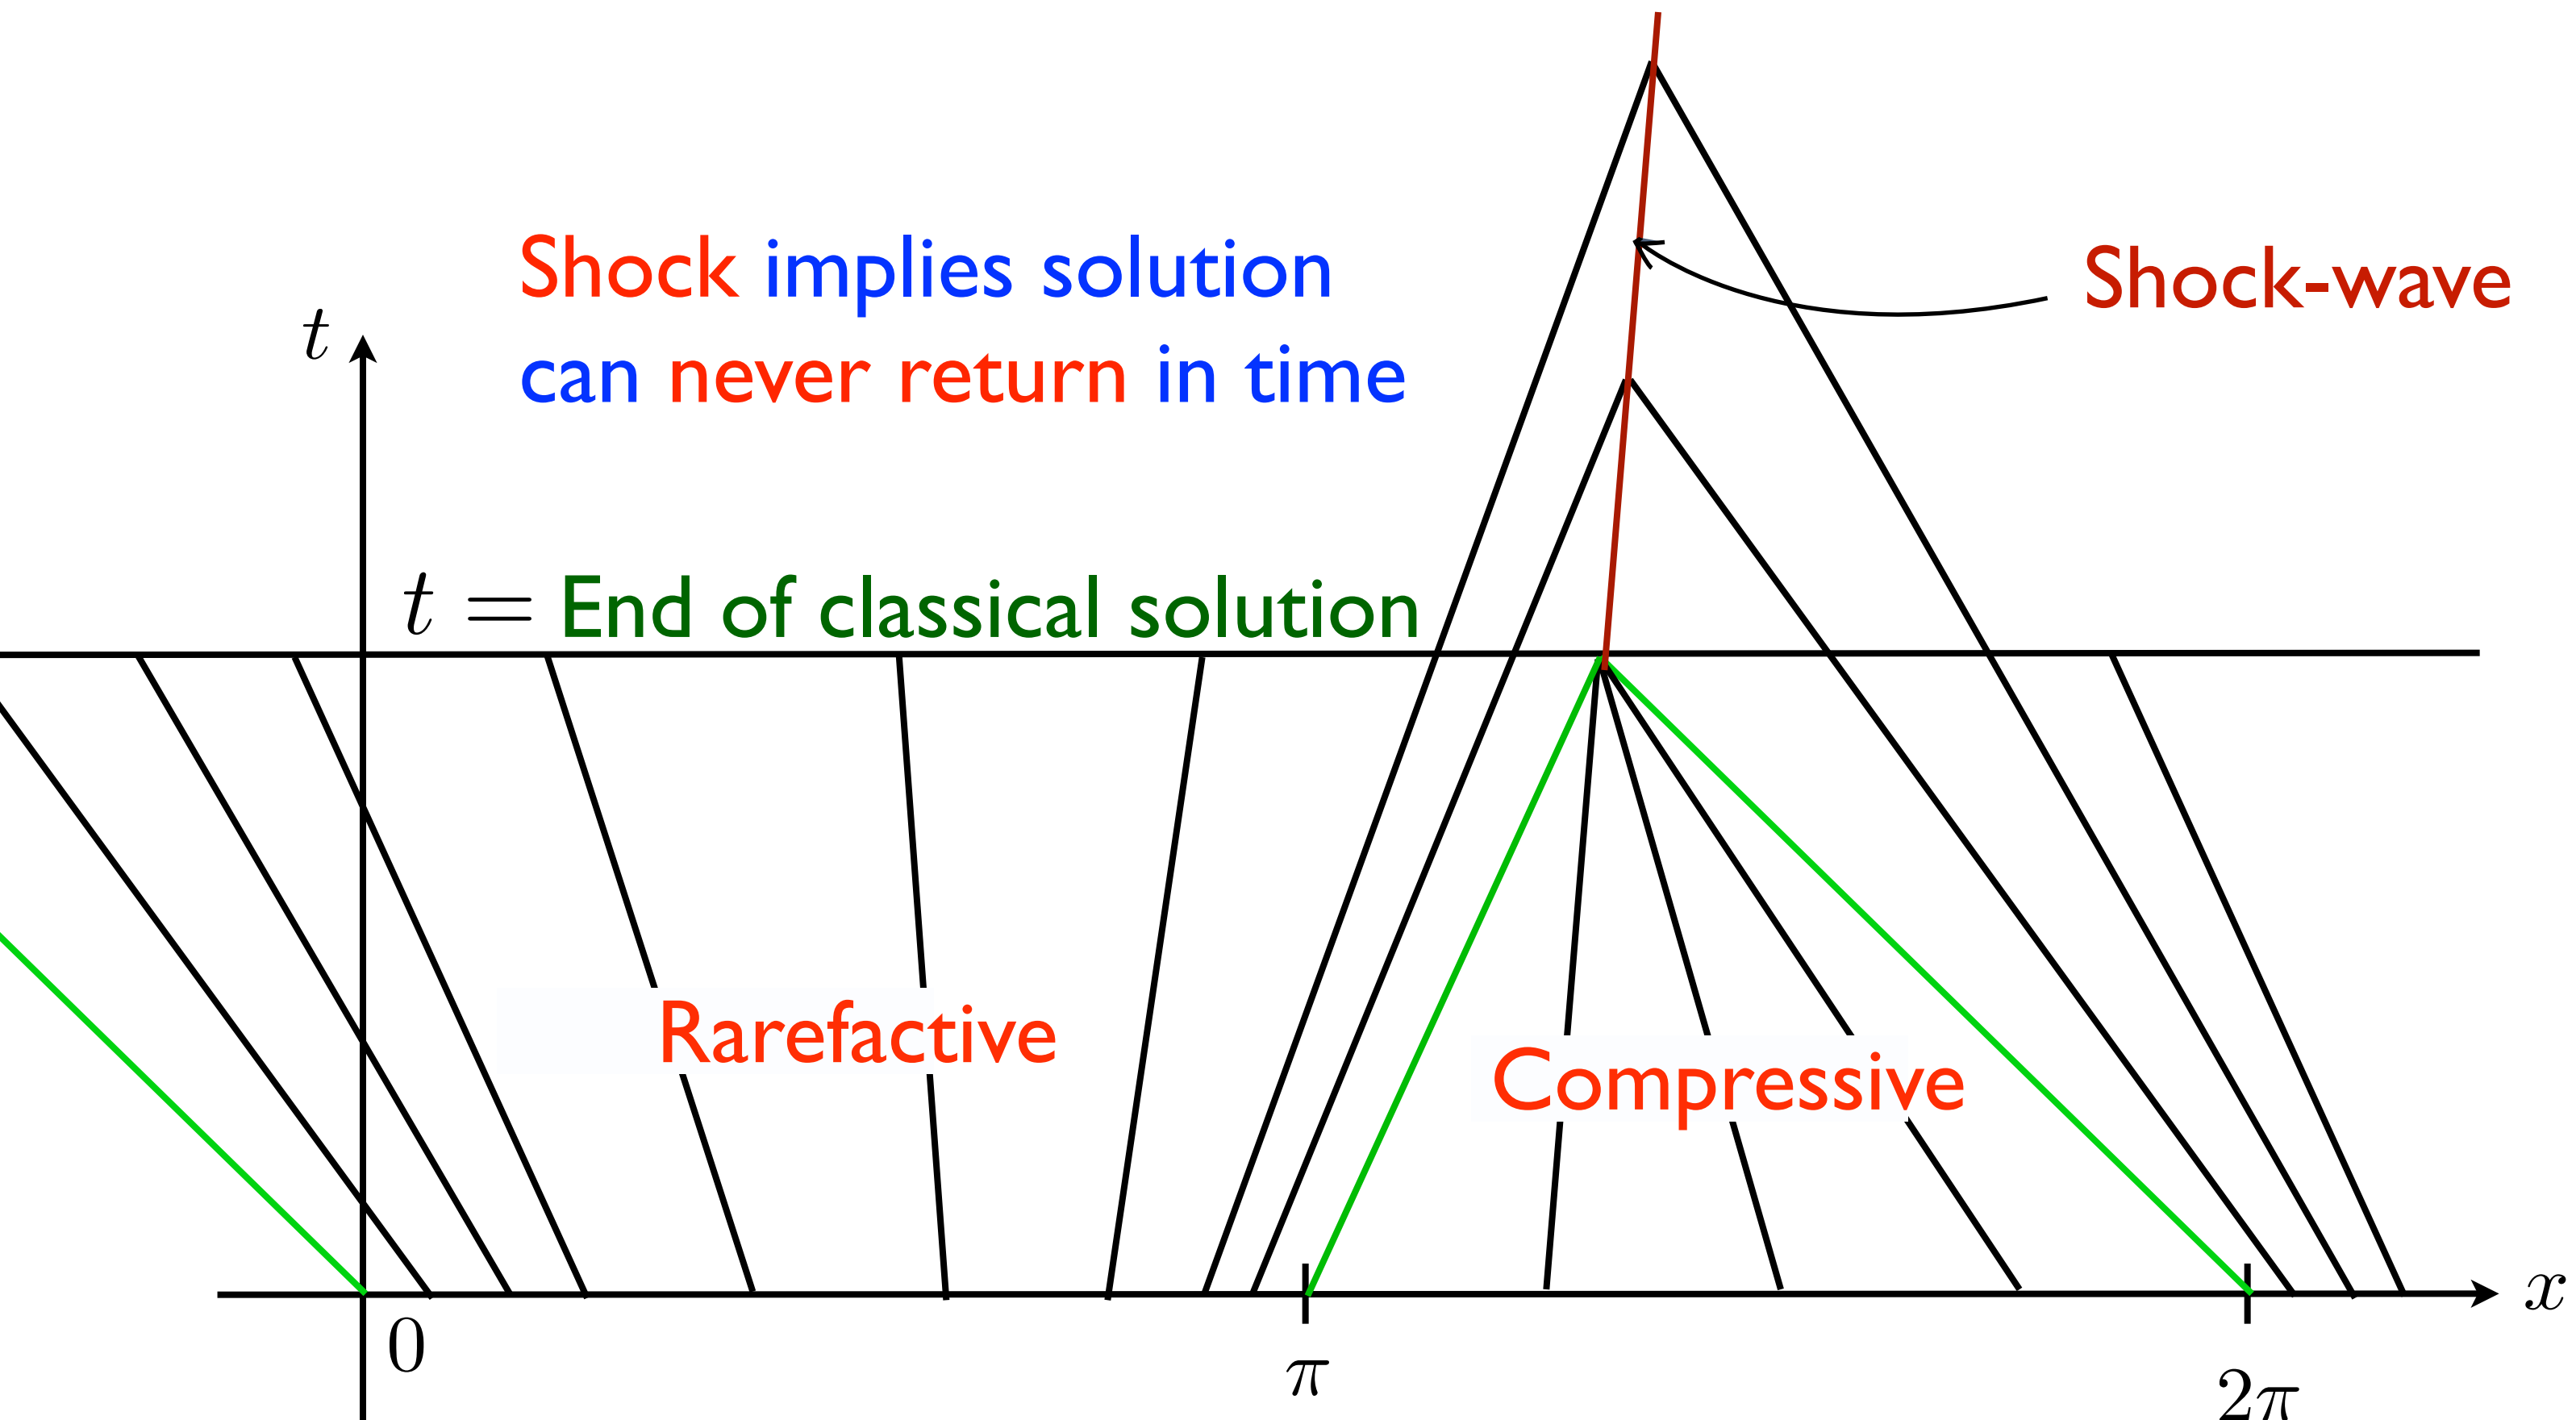 Shock implies solution
can never return in time
Shock-wave
t
t = End of classical solution
Rarefactive
Compressive
x
0
π
2π